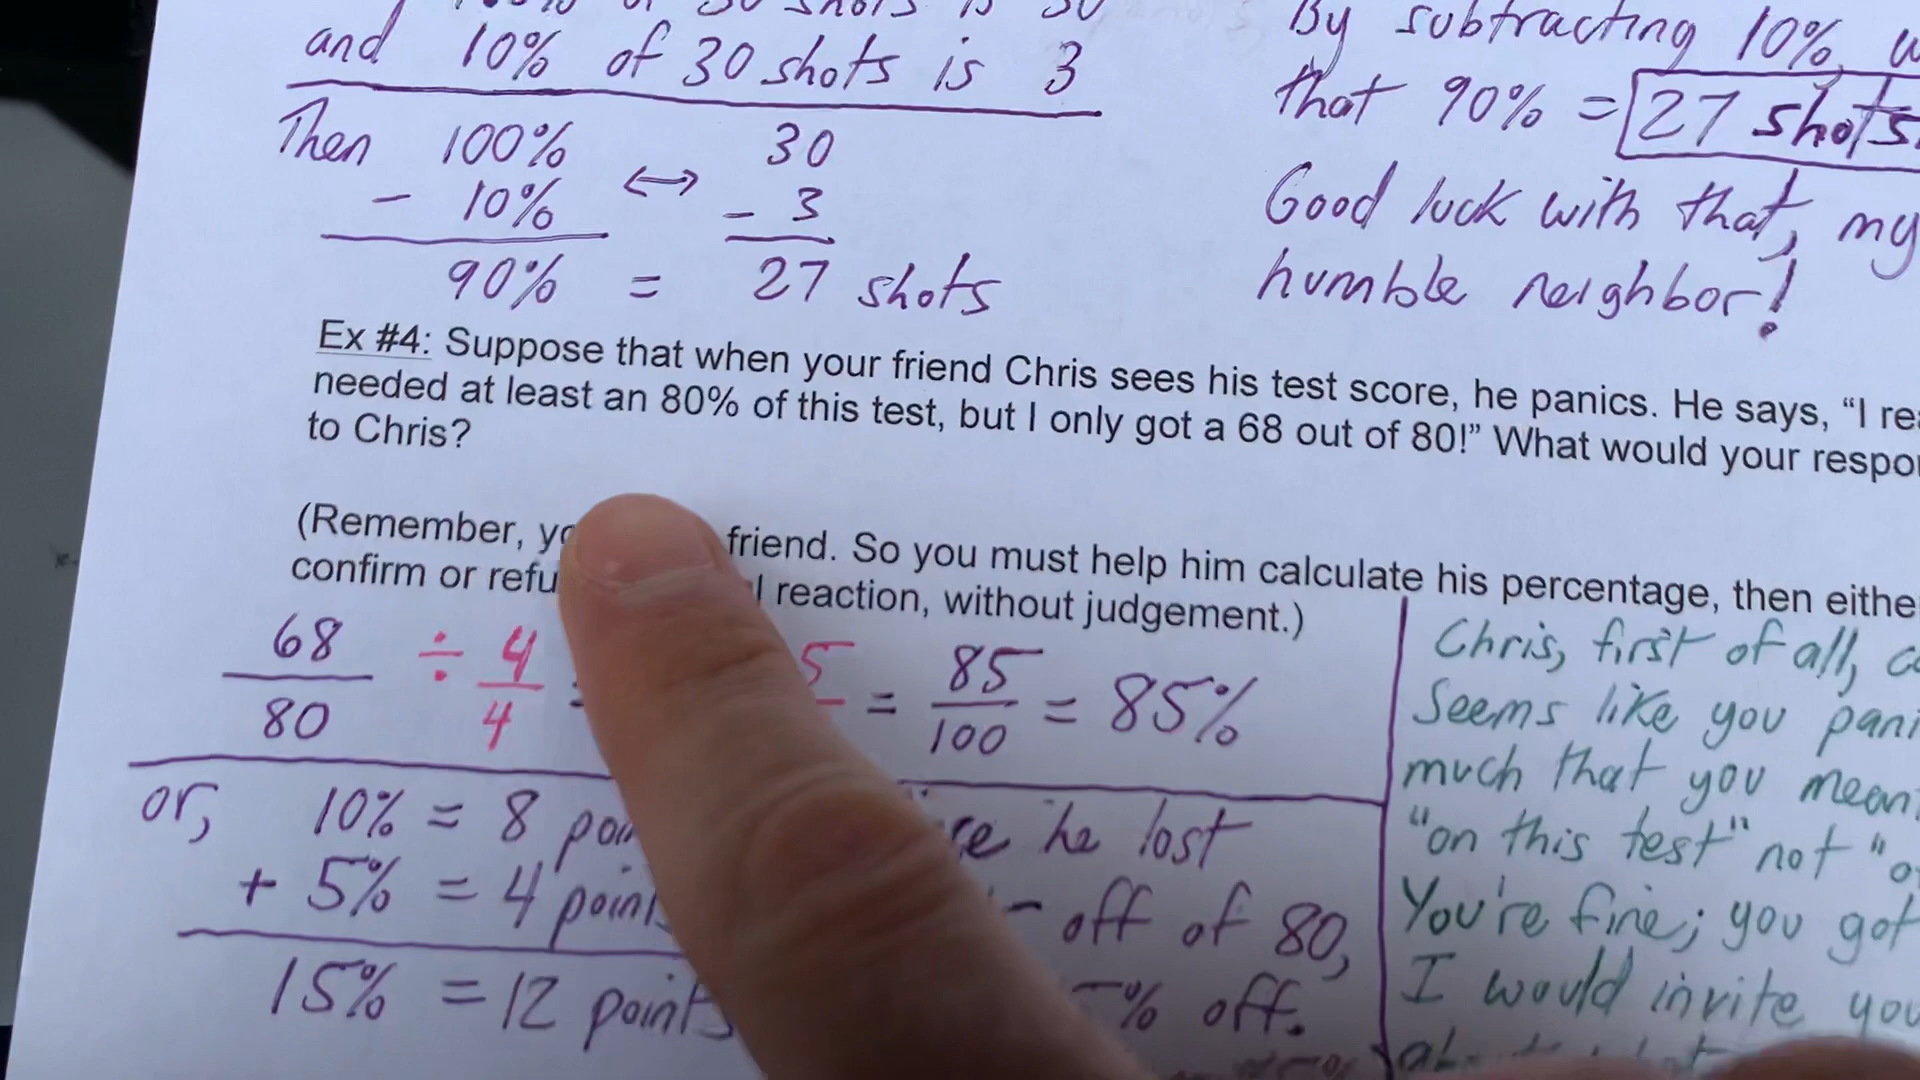 and 10% of 30 shots is 3
Then 100% 30
- 10% ↔ - 3
90% = 27 shots
By subtracting 10%,
that 90% = 27 shots.
Good luck with that, my
humble neighbor!
Ex #4: Suppose that when your friend Chris sees his test score, he panics. He says, “I
needed at least an 80% of this test, but I only got a 68 out of 80!” What would your
to Chris?
(Remember, friend. So you must help him calculate his percentage, then
confirm or reaction, without judgement.)
68/80 ÷ 4/4 = 85/100 = 85%
or, 10% = 8
+ 5% = 4 points
15% = 12 points
he lost
off of 80,
% off.
Chris, first of all,
Seems like you
much that you
"on this test" not
You're fine; you got
I would invite